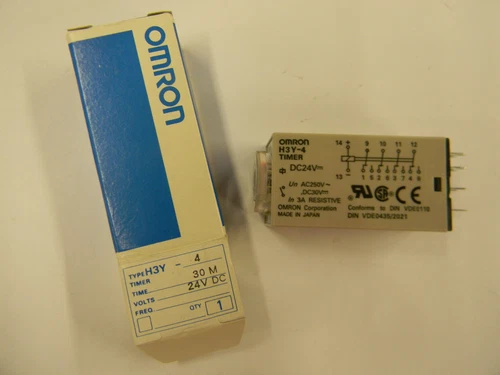 OMRON
TYPE H3Y - 4
TIMER
TIME 30 M
VOLTS 24V DC
FREQ.
QTY 1
OMRON
H3Y-4
TIMER
DC24V
14 9 10 11 12
13 1 5 2 6 3 7 4 8
Un AC250V~
DC30V
In 3A RESISTIVE
OMRON Corporation
MADE IN JAPAN
Conforms to DIN VDE0110
DIN VDE0435/2021